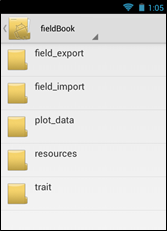 1:05
fieldBook
field_export
field_import
plot_data
resources
trait